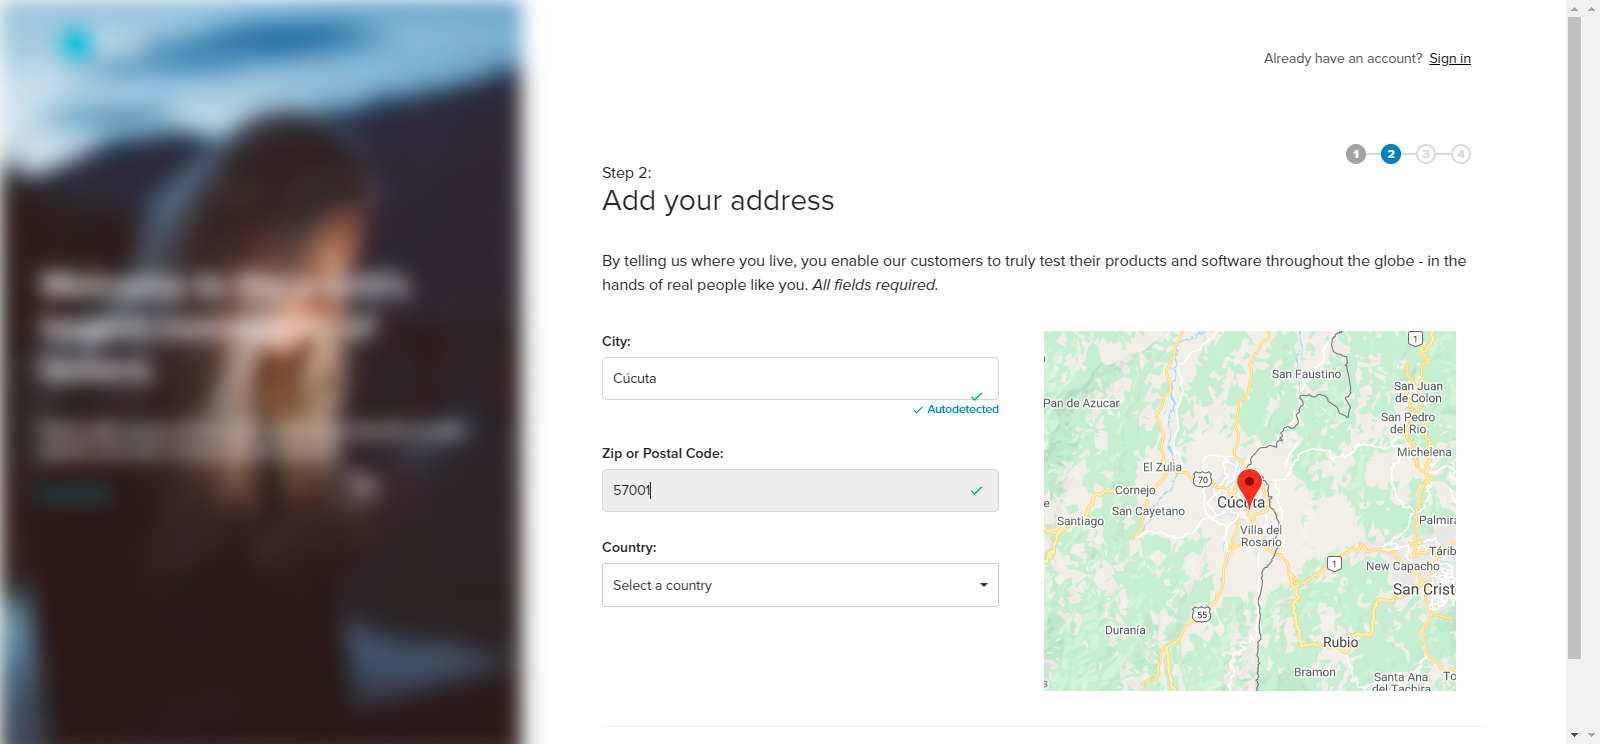 Already have an account? Sign in
1 2 3 4
Step 2:
Add your address
By telling us where you live, you enable our customers to truly test their products and software throughout the globe - in the
hands of real people like you. All fields required.
City:
Cúcuta
Autodetected
Zip or Postal Code:
57001
Country:
Select a country
1
San Faustino
San Juan
de Colon
Pan de Azucar
San Pedro
del Rio
Michelena
El Zulia
70
Cornejo
Cúcuta
San Cayetano
Santiago
Palmira
Villa del
Rosario
Tárib
1
New Capacho
San Crist
55
Duranía
Rubio
Bramon
Santa Ana
del Tachira
To